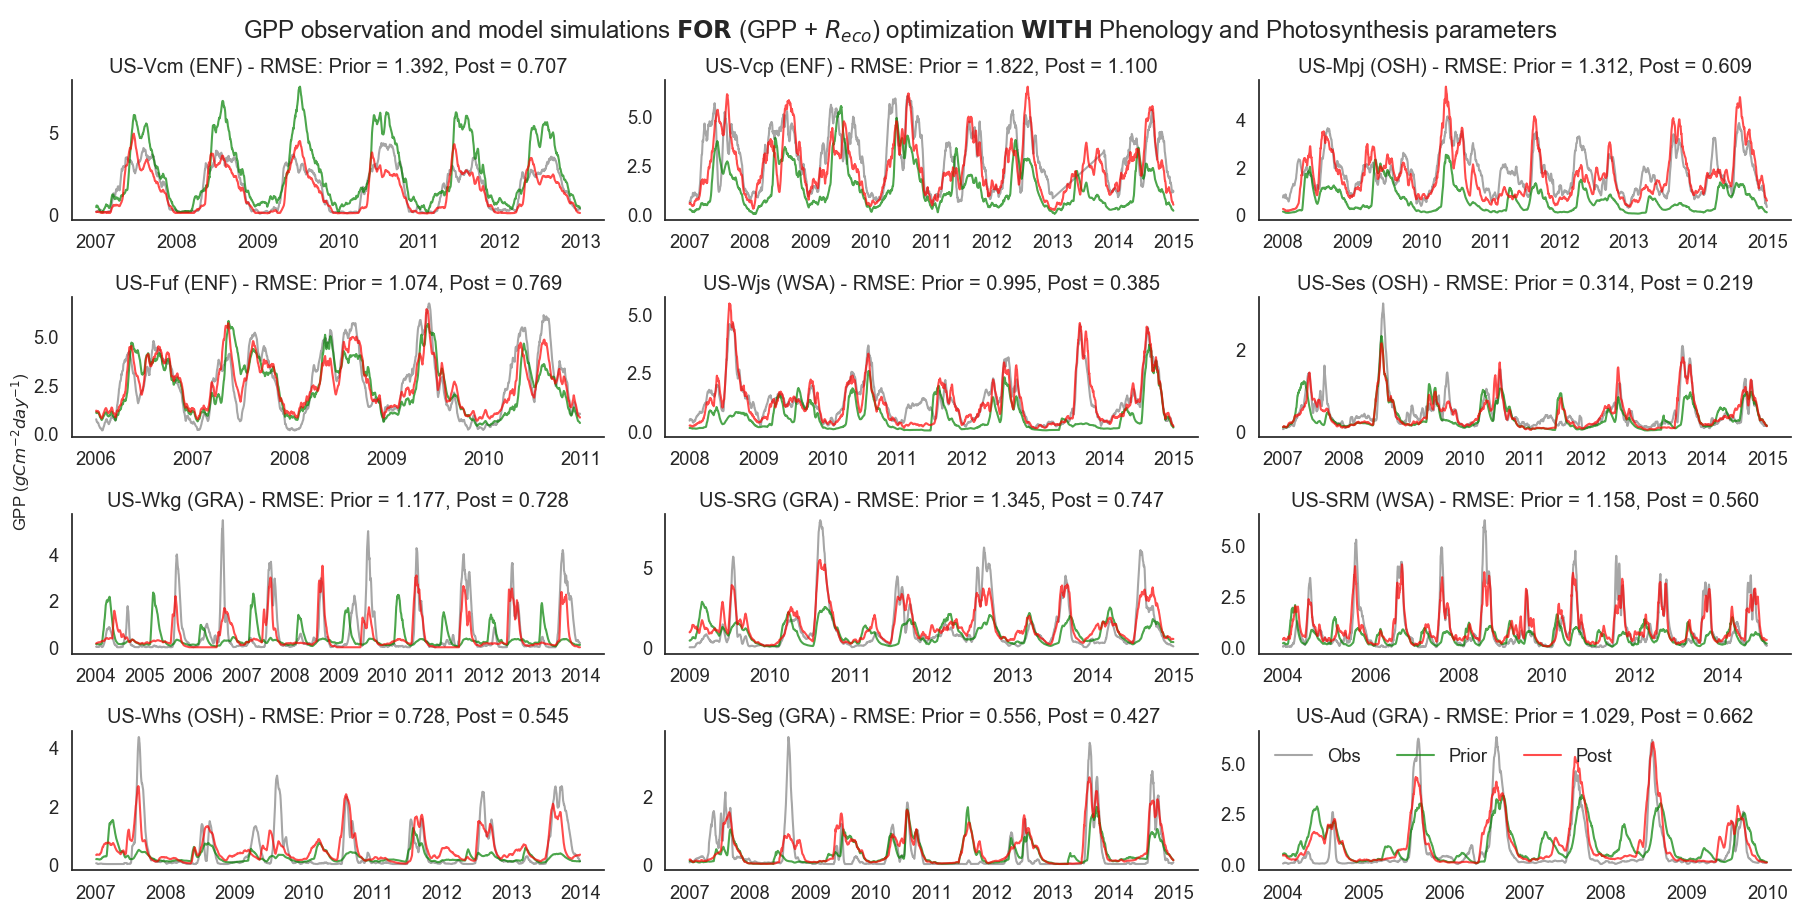 GPP observation and model simulations FOR (GPP + R_eco) optimization WITH Phenology and Photosynthesis parameters
US-Vcm (ENF) - RMSE: Prior = 1.392, Post = 0.707
5
0
2007 2008 2009 2010 2011 2012 2013
US-Vcp (ENF) - RMSE: Prior = 1.822, Post = 1.100
5.0
2.5
0.0
2007 2008 2009 2010 2011 2012 2013 2014 2015
US-Mpj (OSH) - RMSE: Prior = 1.312, Post = 0.609
4
2
0
2008 2009 2010 2011 2012 2013 2014 2015
GPP (gCm⁻²day⁻¹)
US-Fuf (ENF) - RMSE: Prior = 1.074, Post = 0.769
5.0
2.5
0.0
2006 2007 2008 2009 2010 2011
US-Wjs (WSA) - RMSE: Prior = 0.995, Post = 0.385
5.0
2.5
0.0
2008 2009 2010 2011 2012 2013 2014 2015
US-Ses (OSH) - RMSE: Prior = 0.314, Post = 0.219
2
0
2007 2008 2009 2010 2011 2012 2013 2014 2015
US-Wkg (GRA) - RMSE: Prior = 1.177, Post = 0.728
4
2
0
2004 2005 2006 2007 2008 2009 2010 2011 2012 2013 2014
US-SRG (GRA) - RMSE: Prior = 1.345, Post = 0.747
5
0
2009 2010 2011 2012 2013 2014 2015
US-SRM (WSA) - RMSE: Prior = 1.158, Post = 0.560
5.0
2.5
0.0
2004 2006 2008 2010 2012 2014
US-Whs (OSH) - RMSE: Prior = 0.728, Post = 0.545
4
2
0
2007 2008 2009 2010 2011 2012 2013 2014
US-Seg (GRA) - RMSE: Prior = 0.556, Post = 0.427
2
0
2007 2008 2009 2010 2011 2012 2013 2014 2015
US-Aud (GRA) - RMSE: Prior = 1.029, Post = 0.662
Obs Prior Post
5.0
2.5
0.0
2004 2005 2006 2007 2008 2009 2010